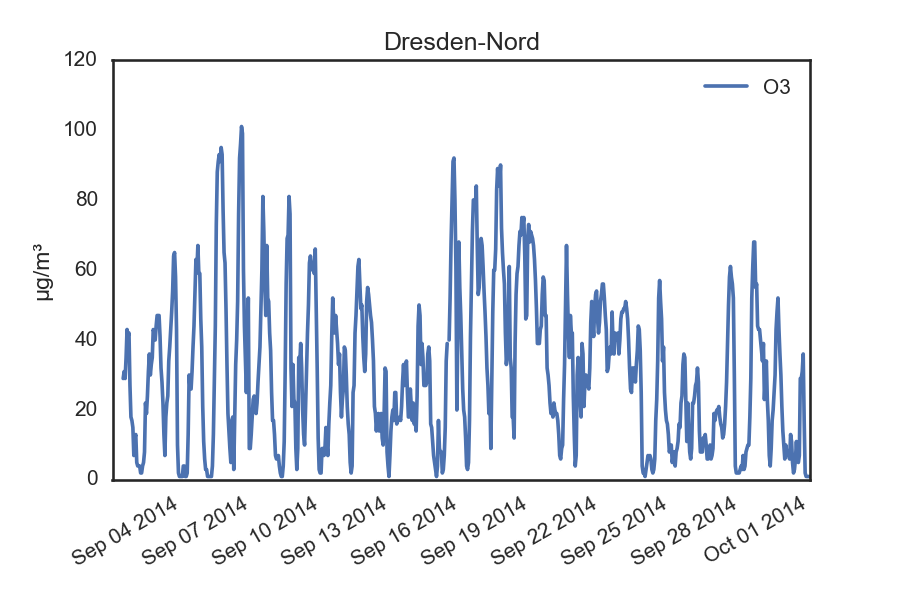 Dresden-Nord
120
100
80
60
40
20
0
µg/m³
O3
Sep 04 2014
Sep 07 2014
Sep 10 2014
Sep 13 2014
Sep 16 2014
Sep 19 2014
Sep 22 2014
Sep 25 2014
Sep 28 2014
Oct 01 2014